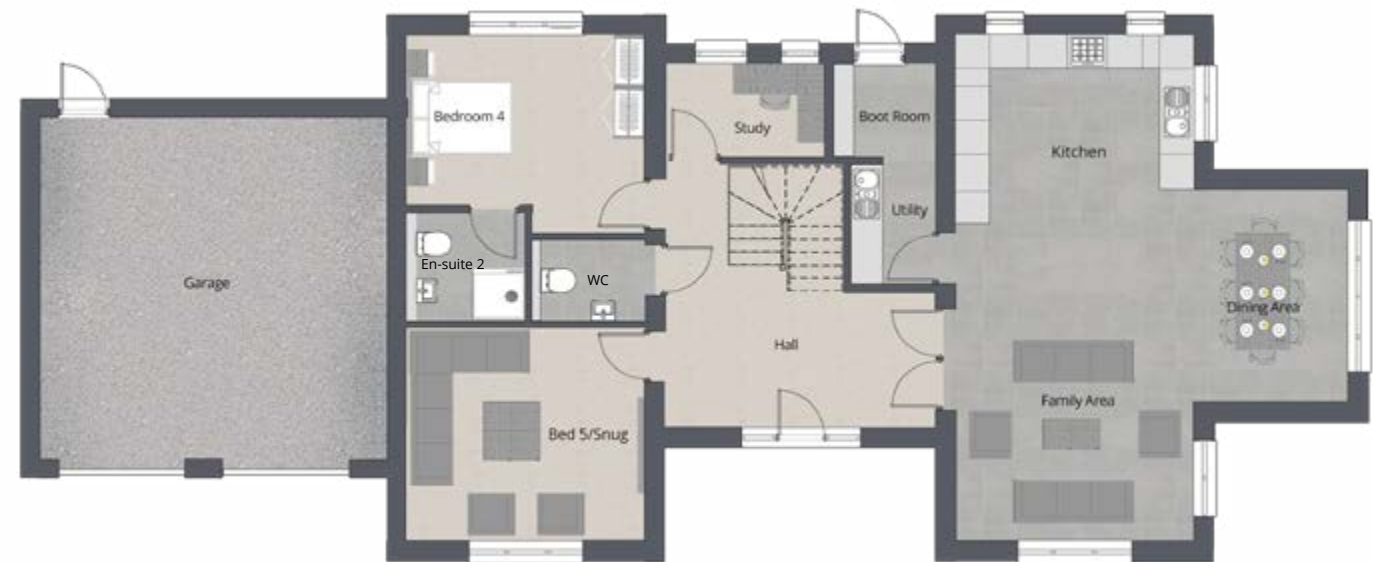 Bedroom 4
Study
Boot Room
Kitchen
Utility
En-suite 2
WC
Garage
Dining Area
Hall
Family Area
Bed 5/Snug